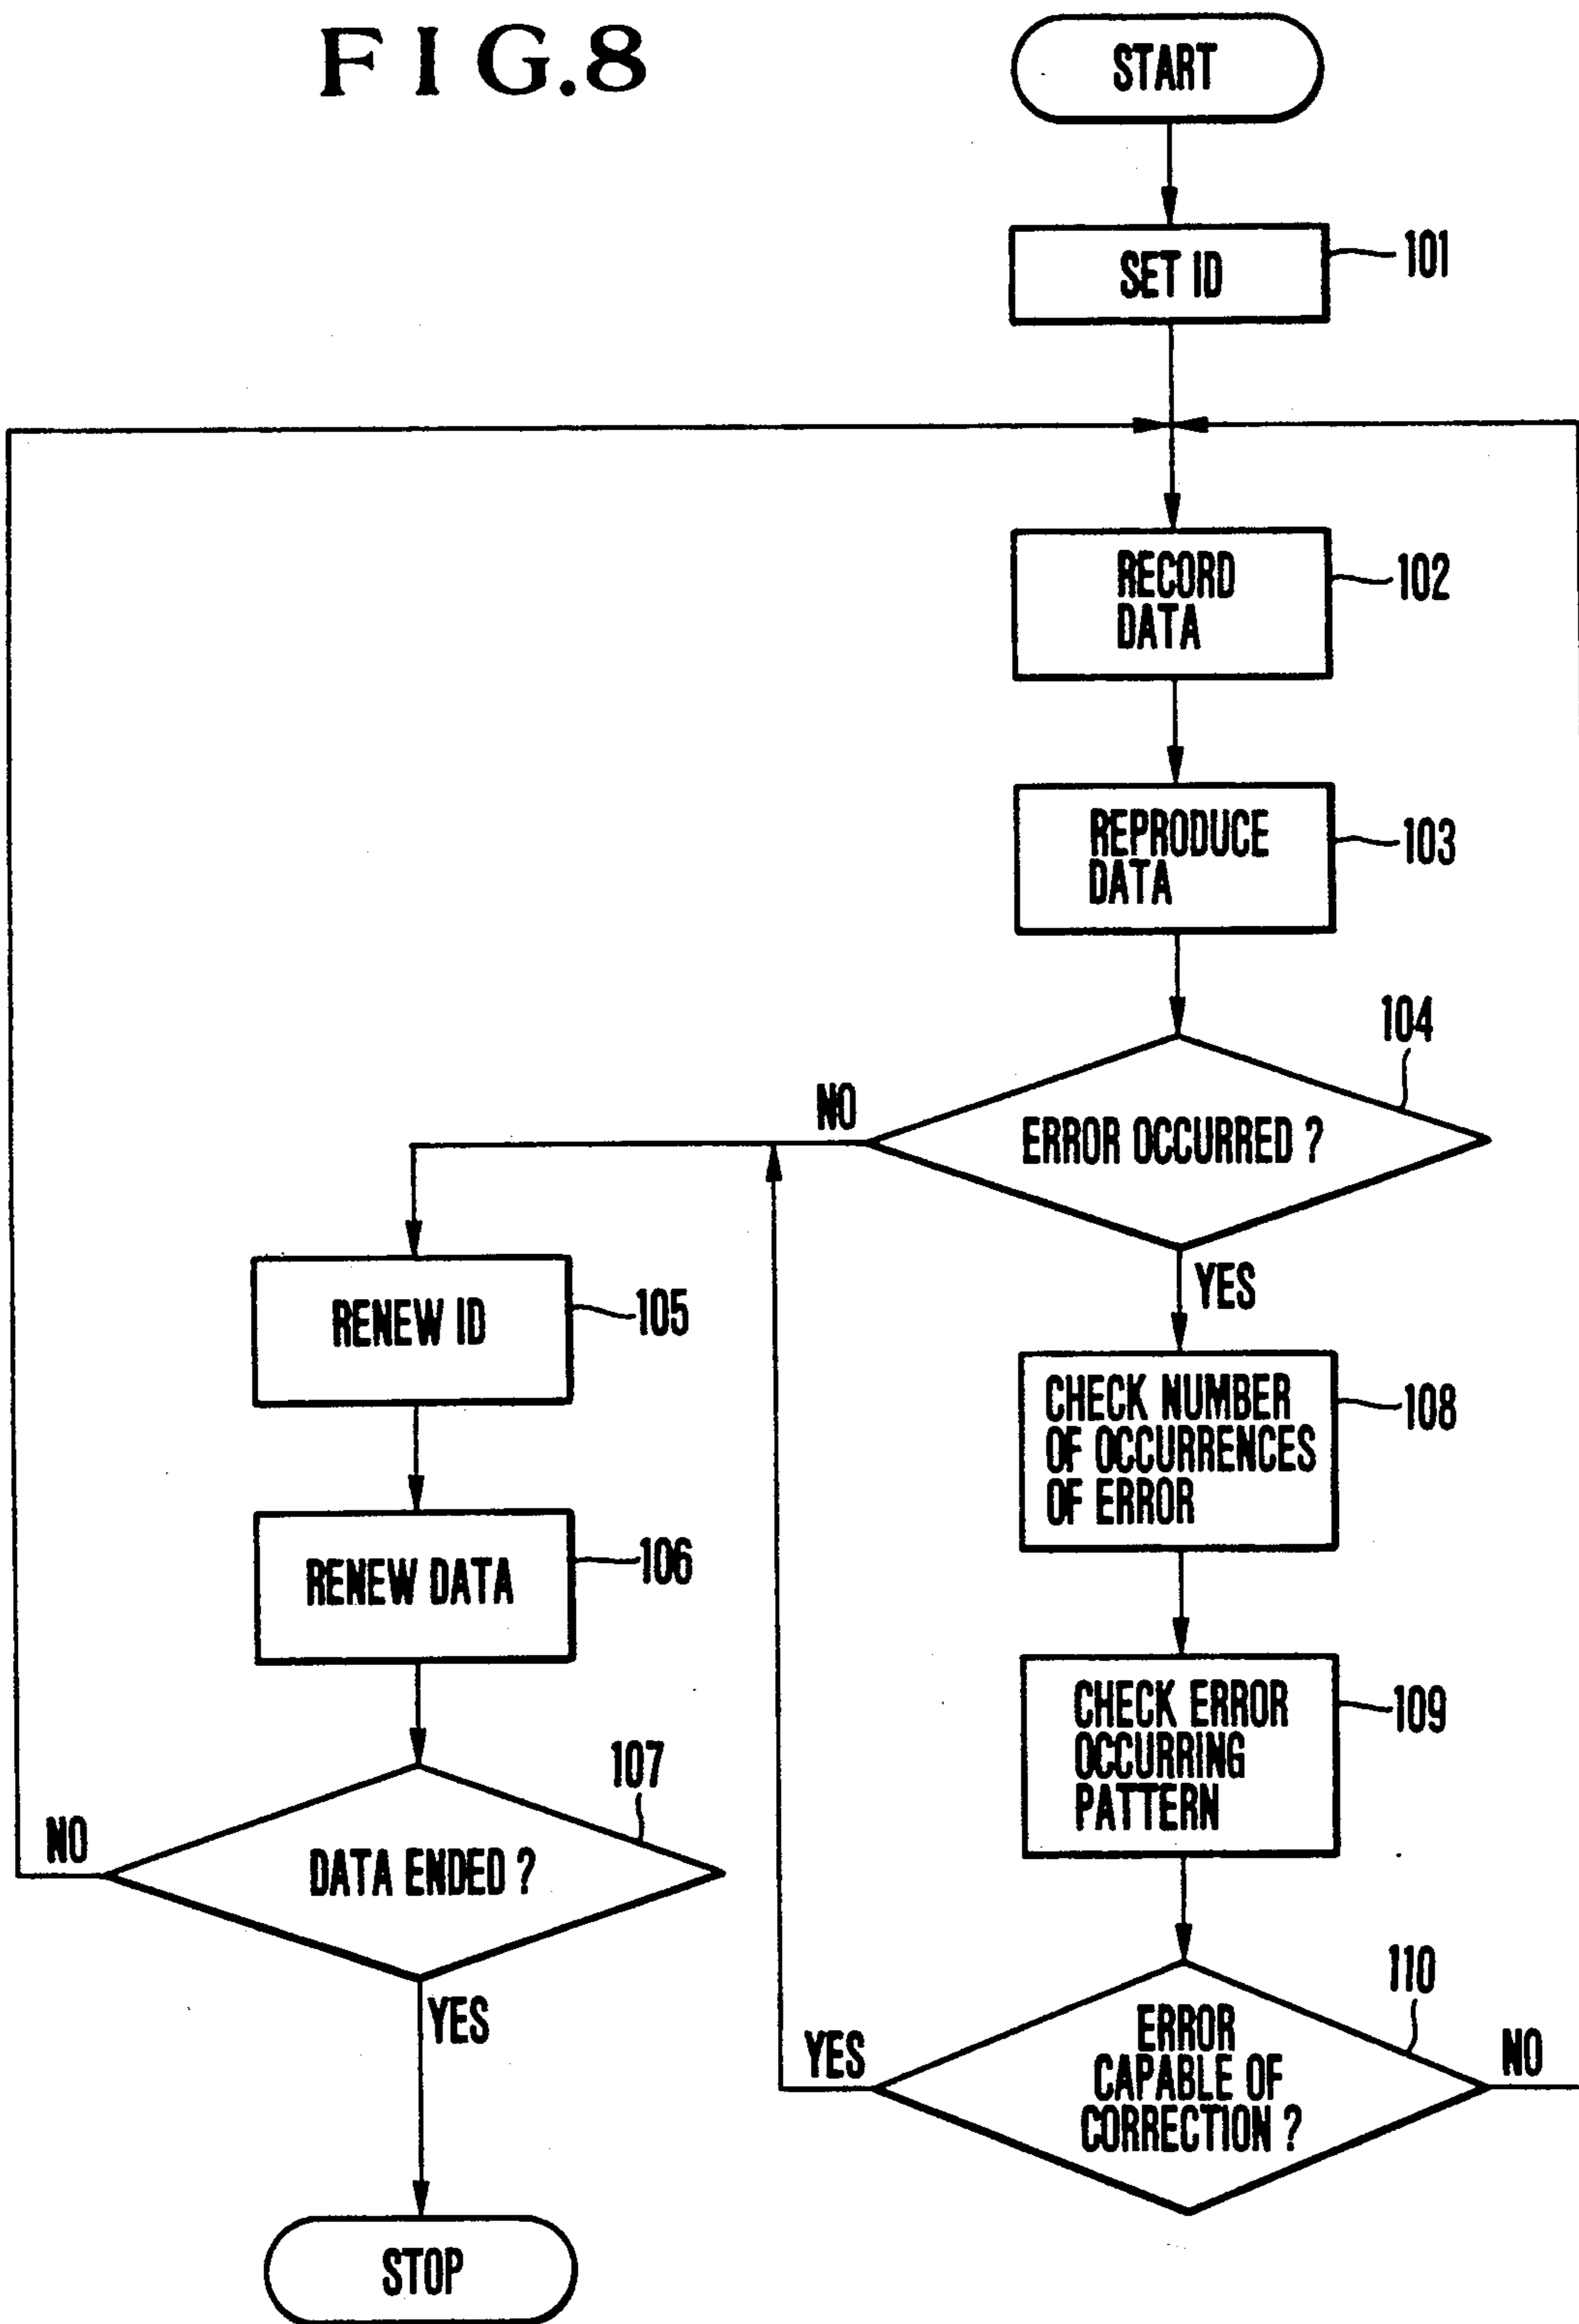 FIG.8
START
SET ID
101
RECORD
DATA
102
REPRODUCE
DATA
103
104
ERROR OCCURRED ?
NO
YES
RENEW ID
105
CHECK NUMBER
OF OCCURRENCES
OF ERROR
108
RENEW DATA
106
CHECK ERROR
OCCURRING
PATTERN
109
107
DATA ENDED ?
NO
YES
110
ERROR
CAPABLE OF
CORRECTION ?
YES
NO
STOP